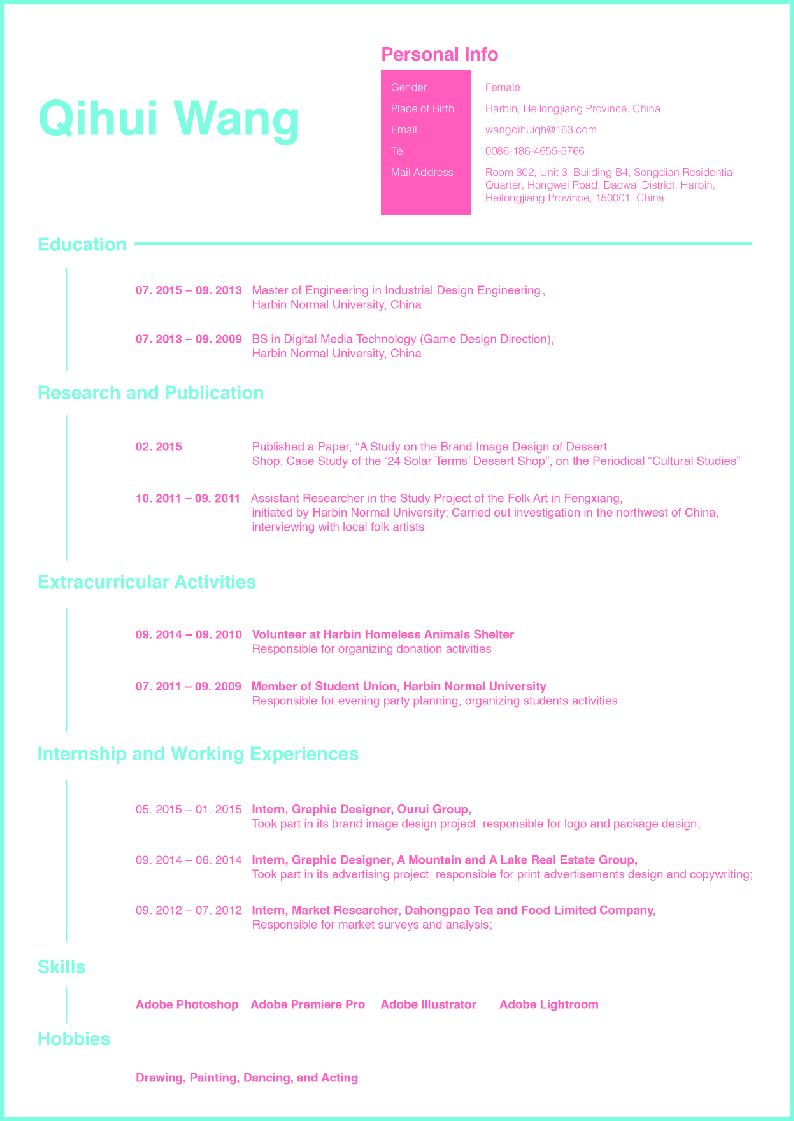 Personal Info
Qihui Wang
Gender Female
Place of Birth Harbin, Heilongjiang Province, China
Email wangqihuiqh@163.com
Tel 0086-186-4655-5766
Mail Address Room 302, Unit 3, Building B4, Songdian Residential
Quarter, Hongwei Road, Daowai District, Harbin,
Heilongjiang Province, 150001, China
Education
07. 2015 – 09. 2013 Master of Engineering in Industrial Design Engineering,
Harbin Normal University, China
07. 2013 – 09. 2009 BS in Digital Media Technology (Game Design Direction),
Harbin Normal University, China
Research and Publication
02. 2015 Published a Paper, “A Study on the Brand Image Design of Dessert
Shop: Case Study of the ‘24 Solar Terms’ Dessert Shop”, on the Periodical “Cultural Studies”
10. 2011 – 09. 2011 Assistant Researcher in the Study Project of the Folk Art in Fengxiang,
initiated by Harbin Normal University; Carried out investigation in the northwest of China,
interviewing with local folk artists
Extracurricular Activities
09. 2014 – 09. 2010 Volunteer at Harbin Homeless Animals Shelter
Responsible for organizing donation activities
07. 2011 – 09. 2009 Member of Student Union, Harbin Normal University
Responsible for evening party planning, organizing students activities
Internship and Working Experiences
05. 2015 – 01. 2015 Intern, Graphic Designer, Ourui Group,
Took part in its brand image design project, responsible for logo and package design;
09. 2014 – 06. 2014 Intern, Graphic Designer, A Mountain and A Lake Real Estate Group,
Took part in its advertising project, responsible for print advertisements design and copywriting;
09. 2012 – 07. 2012 Intern, Market Researcher, Dahongpao Tea and Food Limited Company,
Responsible for market surveys and analysis;
Skills
Adobe Photoshop Adobe Premiere Pro Adobe Illustrator Adobe Lightroom
Hobbies
Drawing, Painting, Dancing, and Acting